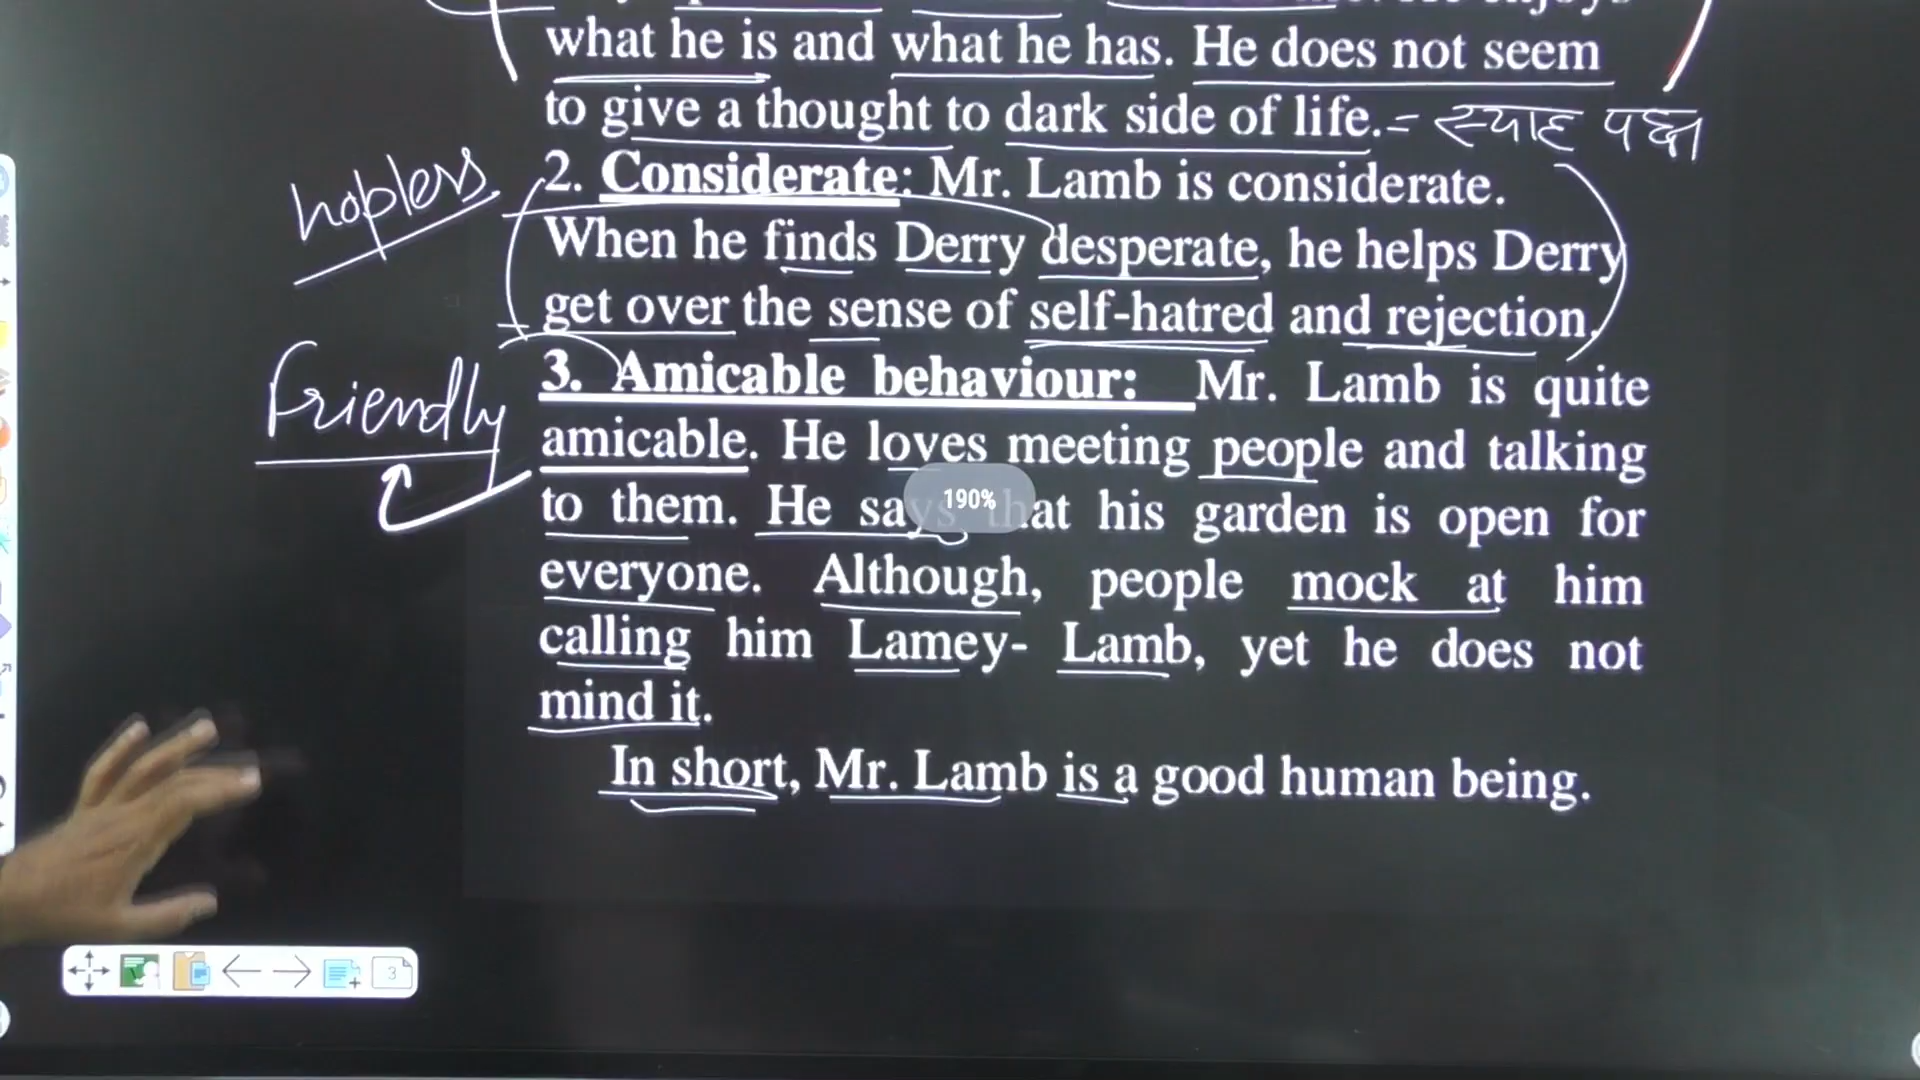 what he is and what he has. He does not seem
to give a thought to dark side of life. = स्याह पक्ष
hopless
2. Considerate: Mr. Lamb is considerate.
When he finds Derry desperate, he helps Derry
get over the sense of self-hatred and rejection.
Friendly
3. Amicable behaviour: Mr. Lamb is quite
amicable. He loves meeting people and talking
to them. He says that his garden is open for
190%
everyone. Although, people mock at him
calling him Lamey- Lamb, yet he does not
mind it.
In short, Mr. Lamb is a good human being.
3